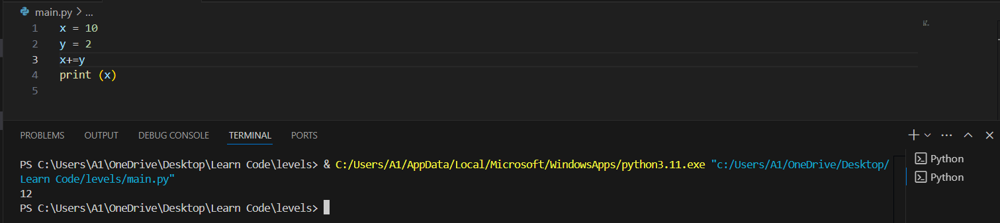 main.py > ...
1 x = 10
2 y = 2
3 x+=y
4 print (x)
5
PROBLEMS OUTPUT DEBUG CONSOLE TERMINAL PORTS
PS C:\Users\A1\OneDrive\Desktop\Learn Code\levels> & C:/Users/A1/AppData/Local/Microsoft/WindowsApps/python3.11.exe "c:/Users/A1/OneDrive/Desktop/
Learn Code/levels/main.py"
12
PS C:\Users\A1\OneDrive\Desktop\Learn Code\levels>
Python
Python